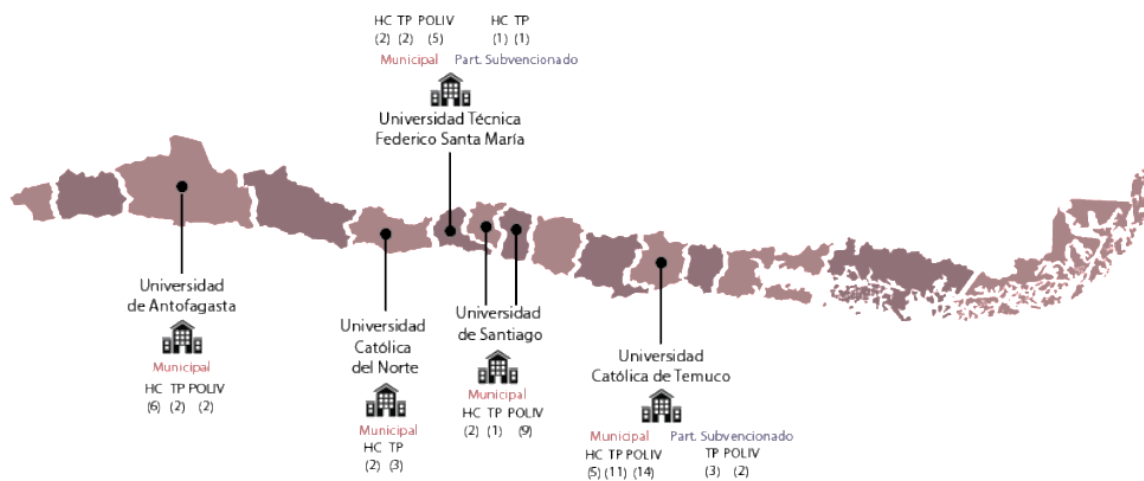 HC TP POLIV
(2) (2) (5)
Municipal
HC TP
(1) (1)
Part. Subvencionado
Universidad Técnica
Federico Santa María
Universidad
de Antofagasta
Municipal
HC TP POLIV
(6) (2) (2)
Universidad
Católica
del Norte
Municipal
HC TP
(2) (3)
Universidad
de Santiago
Municipal
HC TP POLIV
(2) (1) (9)
Universidad
Católica de Temuco
Municipal
HC TP POLIV
(5) (11) (14)
Part. Subvencionado
TP POLIV
(3) (2)